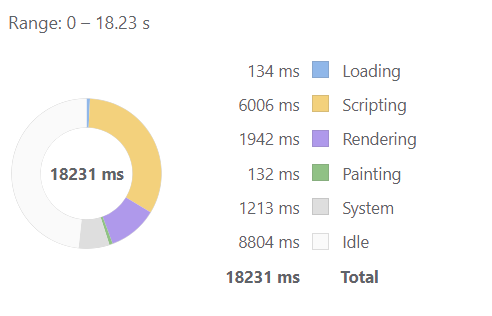 Range: 0 – 18.23 s
134 ms Loading
6006 ms Scripting
1942 ms Rendering
18231 ms
132 ms Painting
1213 ms System
8804 ms Idle
18231 ms Total